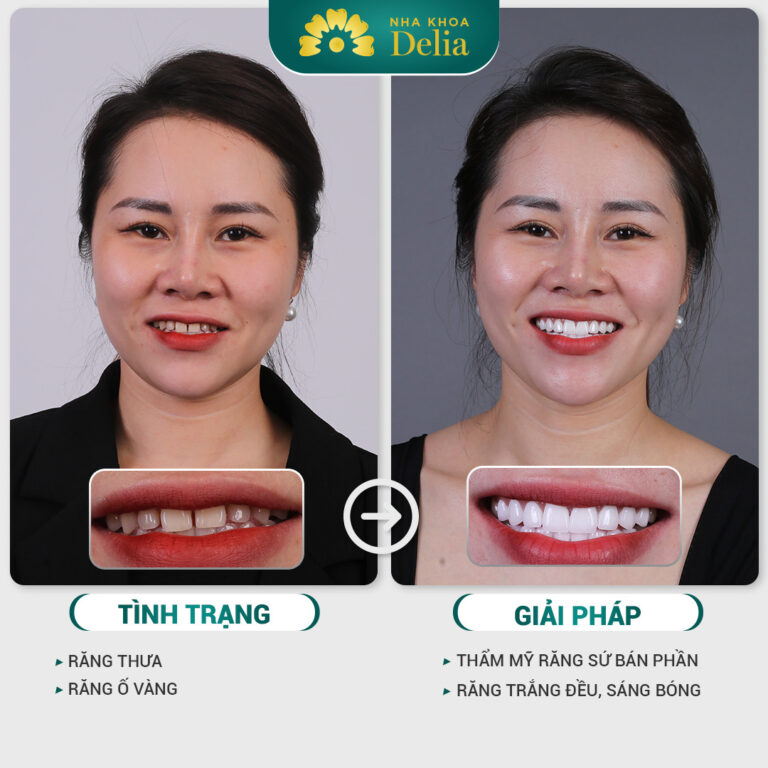 NHA KHOA
Delia
TÌNH TRẠNG
▸ RĂNG THƯA
▸ RĂNG Ố VÀNG
GIẢI PHÁP
▸ THẨM MỸ RĂNG SỨ BÁN PHẦN
▸ RĂNG TRẮNG ĐỀU, SÁNG BÓNG